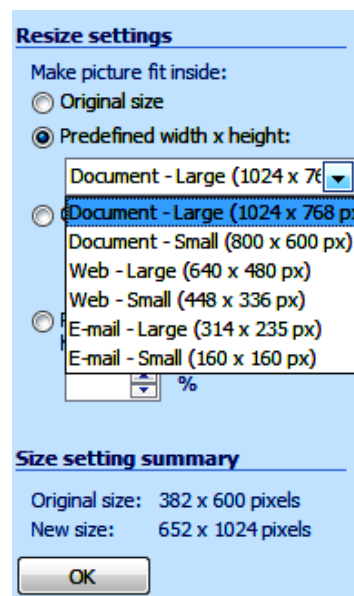 Resize settings
Make picture fit inside:
Original size
Predefined width x height:
Document - Large (1024 x 76
Document - Large (1024 x 768 p
Document - Small (800 x 600 px)
Web - Large (640 x 480 px)
Web - Small (448 x 336 px)
E-mail - Large (314 x 235 px)
E-mail - Small (160 x 160 px)
%
Size setting summary
Original size: 382 x 600 pixels
New size: 652 x 1024 pixels
OK